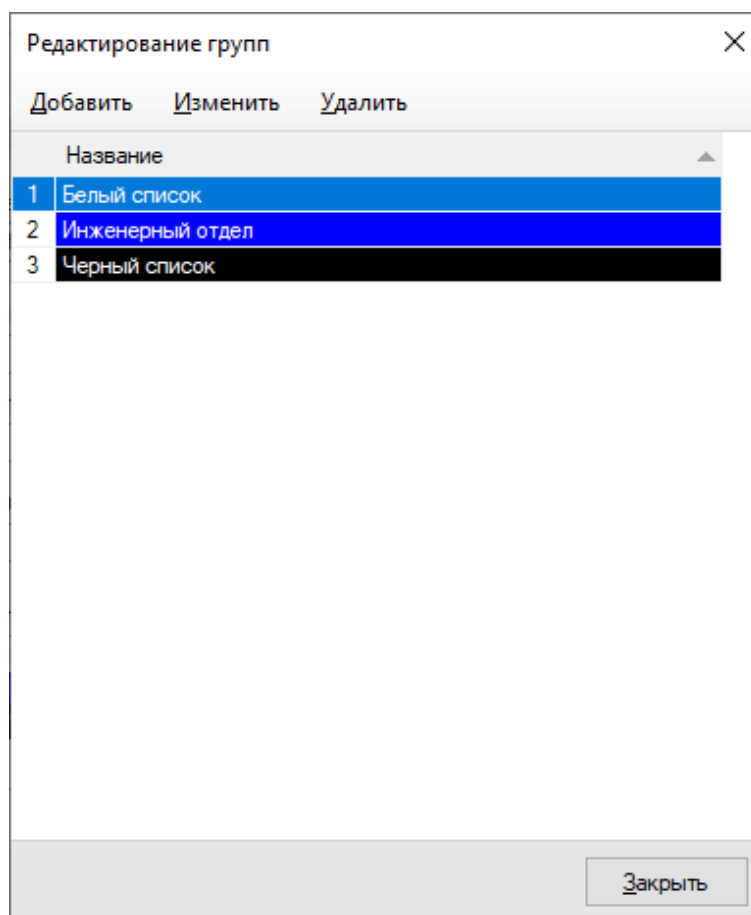 Редактирование групп
Добавить Изменить Удалить
Название
1 Белый список
2 Инженерный отдел
3 Черный список
Закрыть